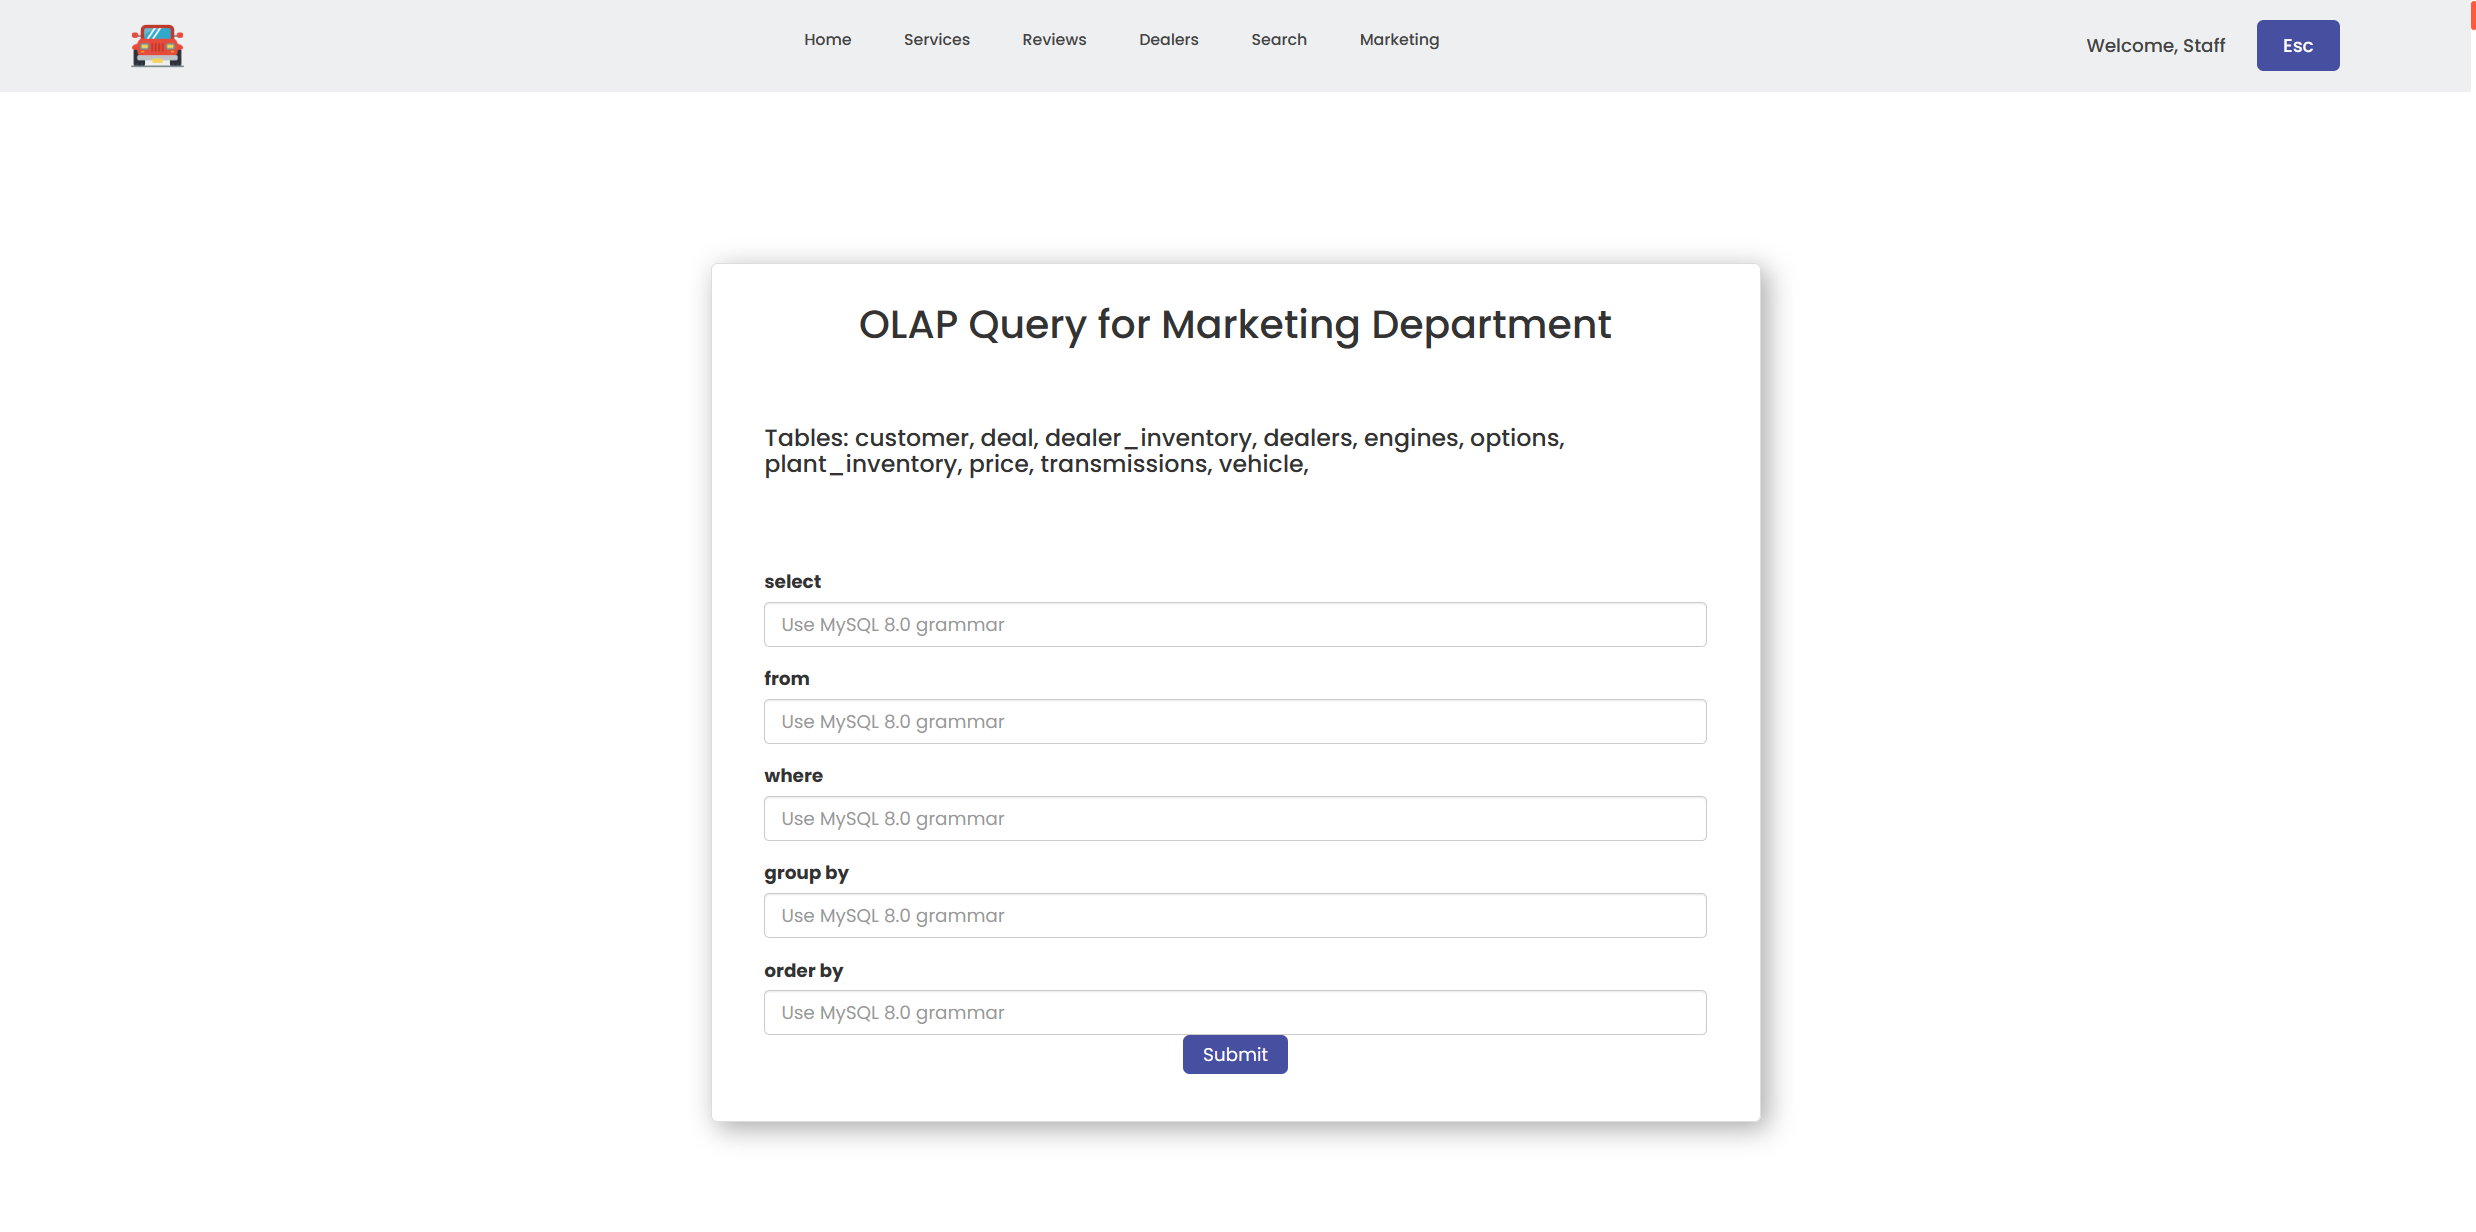 Home Services Reviews Dealers Search Marketing
Welcome, Staff Esc
OLAP Query for Marketing Department
Tables: customer, deal, dealer_inventory, dealers, engines, options,
plant_inventory, price, transmissions, vehicle,
select
Use MySQL 8.0 grammar
from
Use MySQL 8.0 grammar
where
Use MySQL 8.0 grammar
group by
Use MySQL 8.0 grammar
order by
Use MySQL 8.0 grammar
Submit